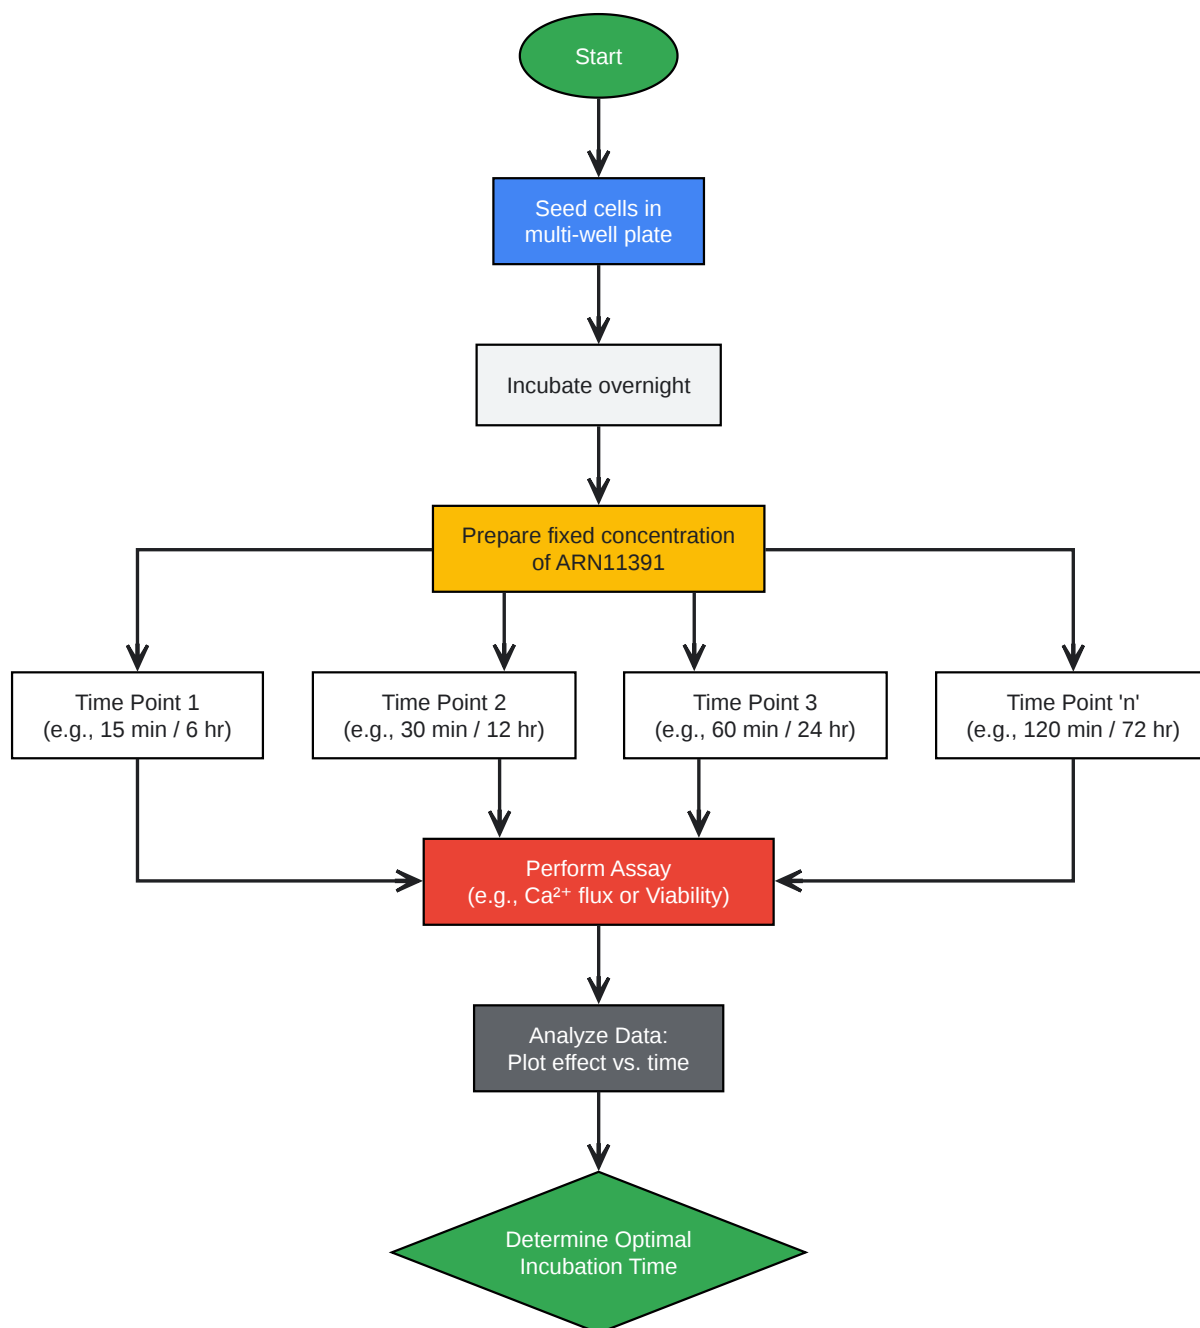 Start
Seed cells in
multi-well plate
Incubate overnight
Prepare fixed concentration
of ARN11391
Time Point 1
(e.g., 15 min / 6 hr)
Time Point 2
(e.g., 30 min / 12 hr)
Time Point 3
(e.g., 60 min / 24 hr)
Time Point 'n'
(e.g., 120 min / 72 hr)
Perform Assay
(e.g., Ca²⁺ flux or Viability)
Analyze Data:
Plot effect vs. time
Determine Optimal
Incubation Time